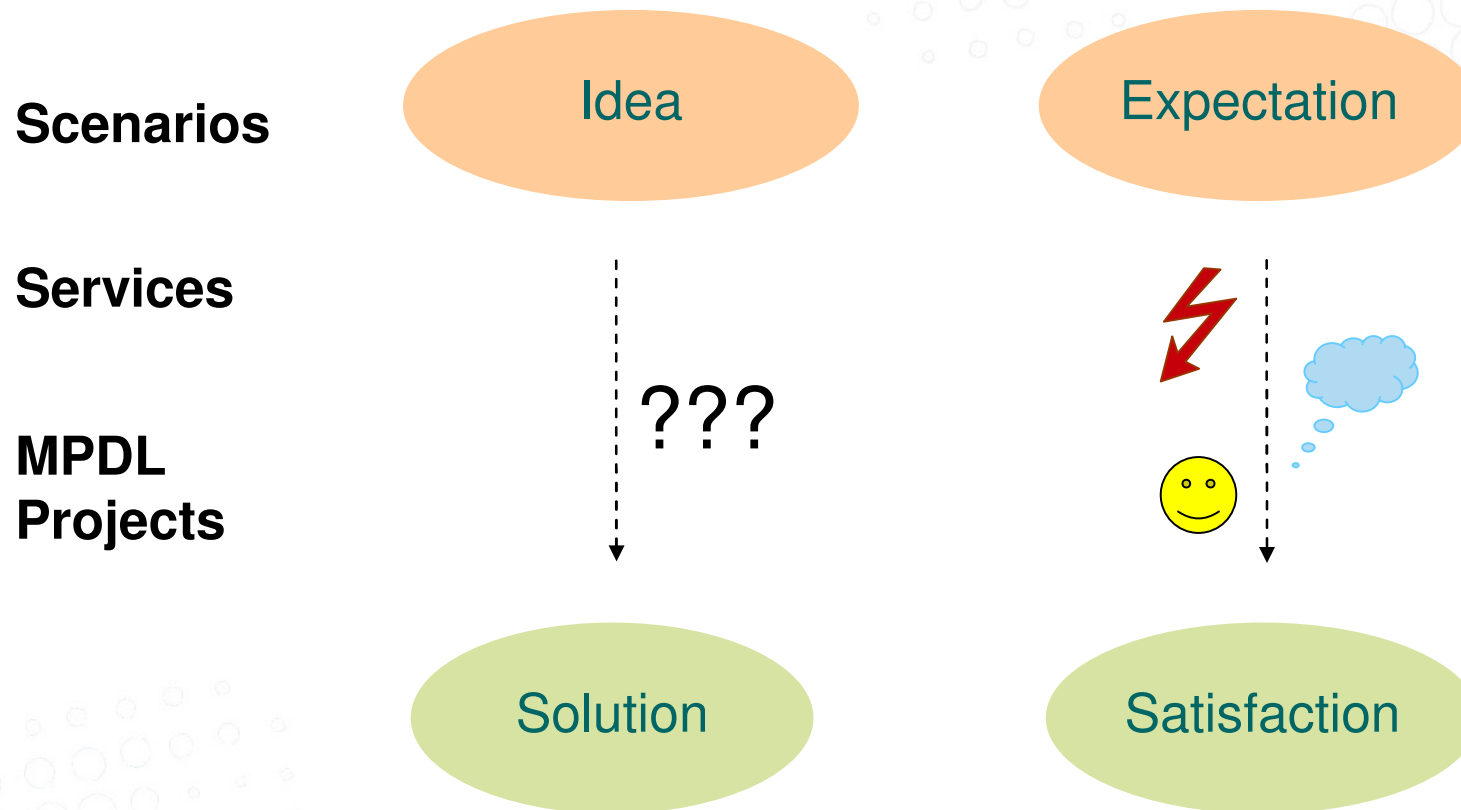 Scenarios
Idea
Expectation
Services
???
MPDL
Projects
Solution
Satisfaction